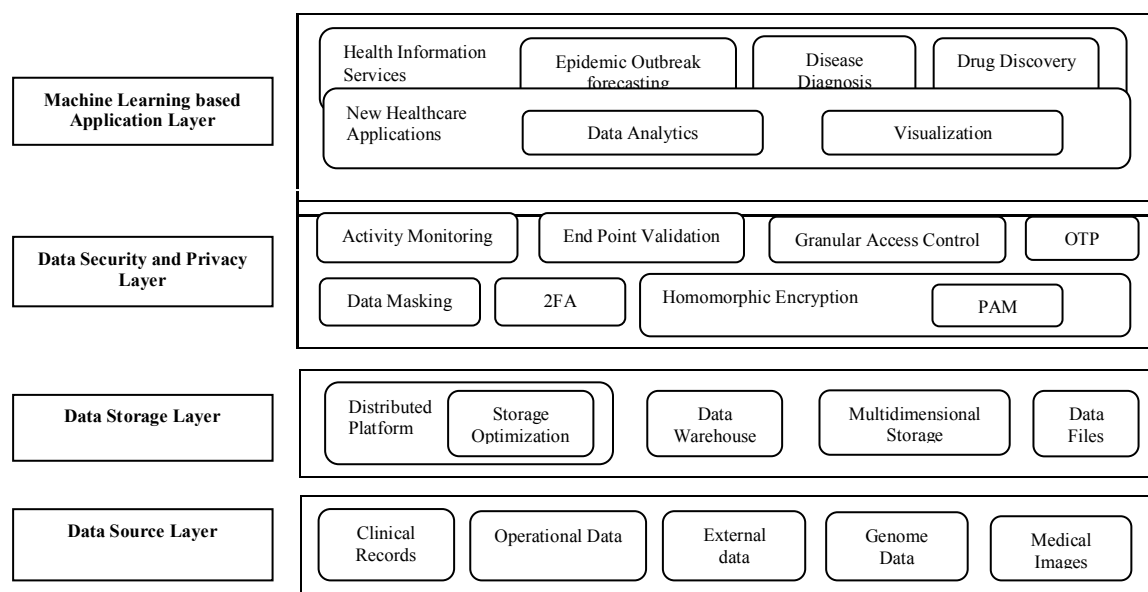 Machine Learning based
Application Layer
Health Information
Services
Epidemic Outbreak
forecasting
Disease
Diagnosis
Drug Discovery
New Healthcare
Applications
Data Analytics
Visualization
Data Security and Privacy
Layer
Activity Monitoring
End Point Validation
Granular Access Control
OTP
Data Masking
2FA
Homomorphic Encryption
PAM
Data Storage Layer
Distributed
Platform
Storage
Optimization
Data
Warehouse
Multidimensional
Storage
Data
Files
Data Source Layer
Clinical
Records
Operational Data
External
data
Genome
Data
Medical
Images